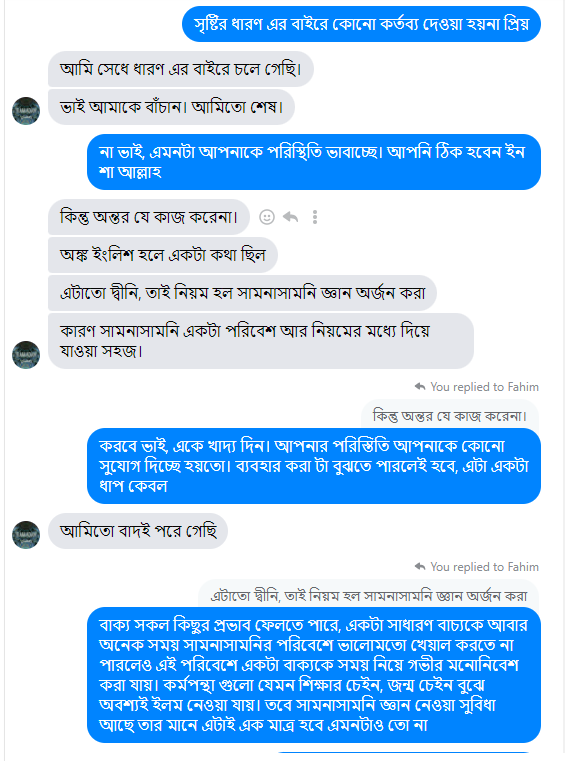 সৃষ্টির ধারণ এর বাইরে কোনো কর্তব্য দেওয়া হয়না প্রিয়
আমি সেধে ধারণ এর বাইরে চলে গেছি।
ভাই আমাকে বাঁচান। আমিতো শেষ।
না ভাই, এমনটা আপনাকে পরিস্থিতি ভাবাচ্ছে। আপনি ঠিক হবেন ইন
শা আল্লাহ
কিন্তু অন্তর যে কাজ করেনা।
অঙ্ক ইংলিশ হলে একটা কথা ছিল
এটাতো দ্বীনি, তাই নিয়ম হল সামনাসামনি জ্ঞান অর্জন করা
কারণ সামনাসামনি একটা পরিবেশ আর নিয়মের মধ্যে দিয়ে
যাওয়া সহজ।
You replied to Fahim
কিন্তু অন্তর যে কাজ করেনা।
করবে ভাই, একে খাদ্য দিন। আপনার পরিস্তিতি আপনাকে কোনো
সুযোগ দিচ্ছে হয়তো। ব্যবহার করা টা বুঝতে পারলেই হবে, এটা একটা
ধাপ কেবল
আমিতো বাদই পরে গেছি
You replied to Fahim
এটাতো দ্বীনি, তাই নিয়ম হল সামনাসামনি জ্ঞান অর্জন করা
বাক্য সকল কিছুর প্রভাব ফেলতে পারে, একটা সাধারণ বাচ্যকে আবার
অনেক সময় সামনাসামনির পরিবেশে ভালোমতো খেয়াল করতে না
পারলেও এই পরিবেশে একটা বাক্যকে সময় নিয়ে গভীর মনোনিবেশ
করা যায়। কর্মপন্থা গুলো যেমন শিক্ষার চেইন, জন্ম চেইন বুঝে
অবশ্যই ইলম নেওয়া যায়। তবে সামনাসামনি জ্ঞান নেওয়া সুবিধা
আছে তার মানে এটাই এক মাত্র হবে এমনটাও তো না